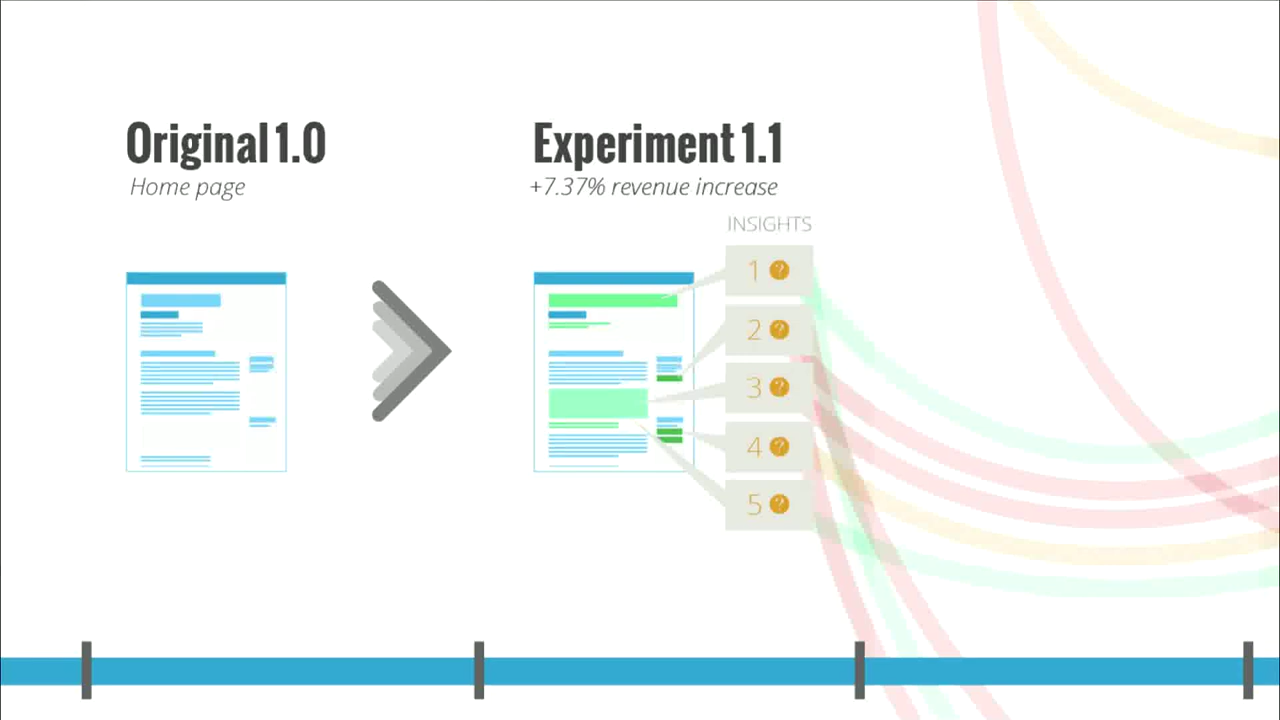 Original 1.0
Home page
Experiment 1.1
+7.37% revenue increase
INSIGHTS
1 ?
2 ?
3 ?
4 ?
5 ?